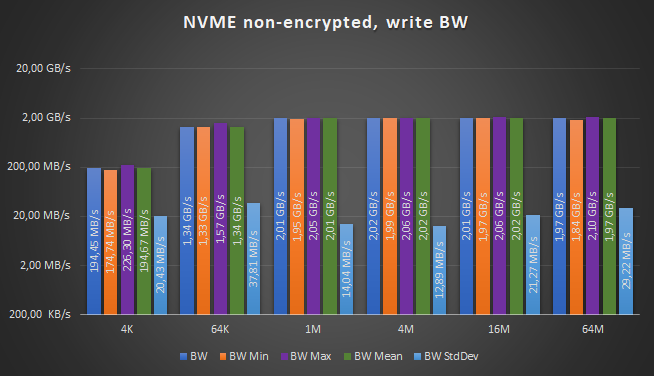 NVME non-encrypted, write BW
20,00 GB/s
2,00 GB/s
200,00 MB/s
20,00 MB/s
2,00 MB/s
200,00 KB/s
194,45 MB/s
174,74 MB/s
226,30 MB/s
194,67 MB/s
20,43 MB/s
1,34 GB/s
1,33 GB/s
1,57 GB/s
1,34 GB/s
37,81 MB/s
2,01 GB/s
1,95 GB/s
2,05 GB/s
2,01 GB/s
14,04 MB/s
2,02 GB/s
1,99 GB/s
2,06 GB/s
2,02 GB/s
12,89 MB/s
2,01 GB/s
1,97 GB/s
2,06 GB/s
2,02 GB/s
21,27 MB/s
1,97 GB/s
1,84 GB/s
2,10 GB/s
1,97 GB/s
29,22 MB/s
4K 64K 1M 4M 16M 64M
BW BW Min BW Max BW Mean BW StdDev